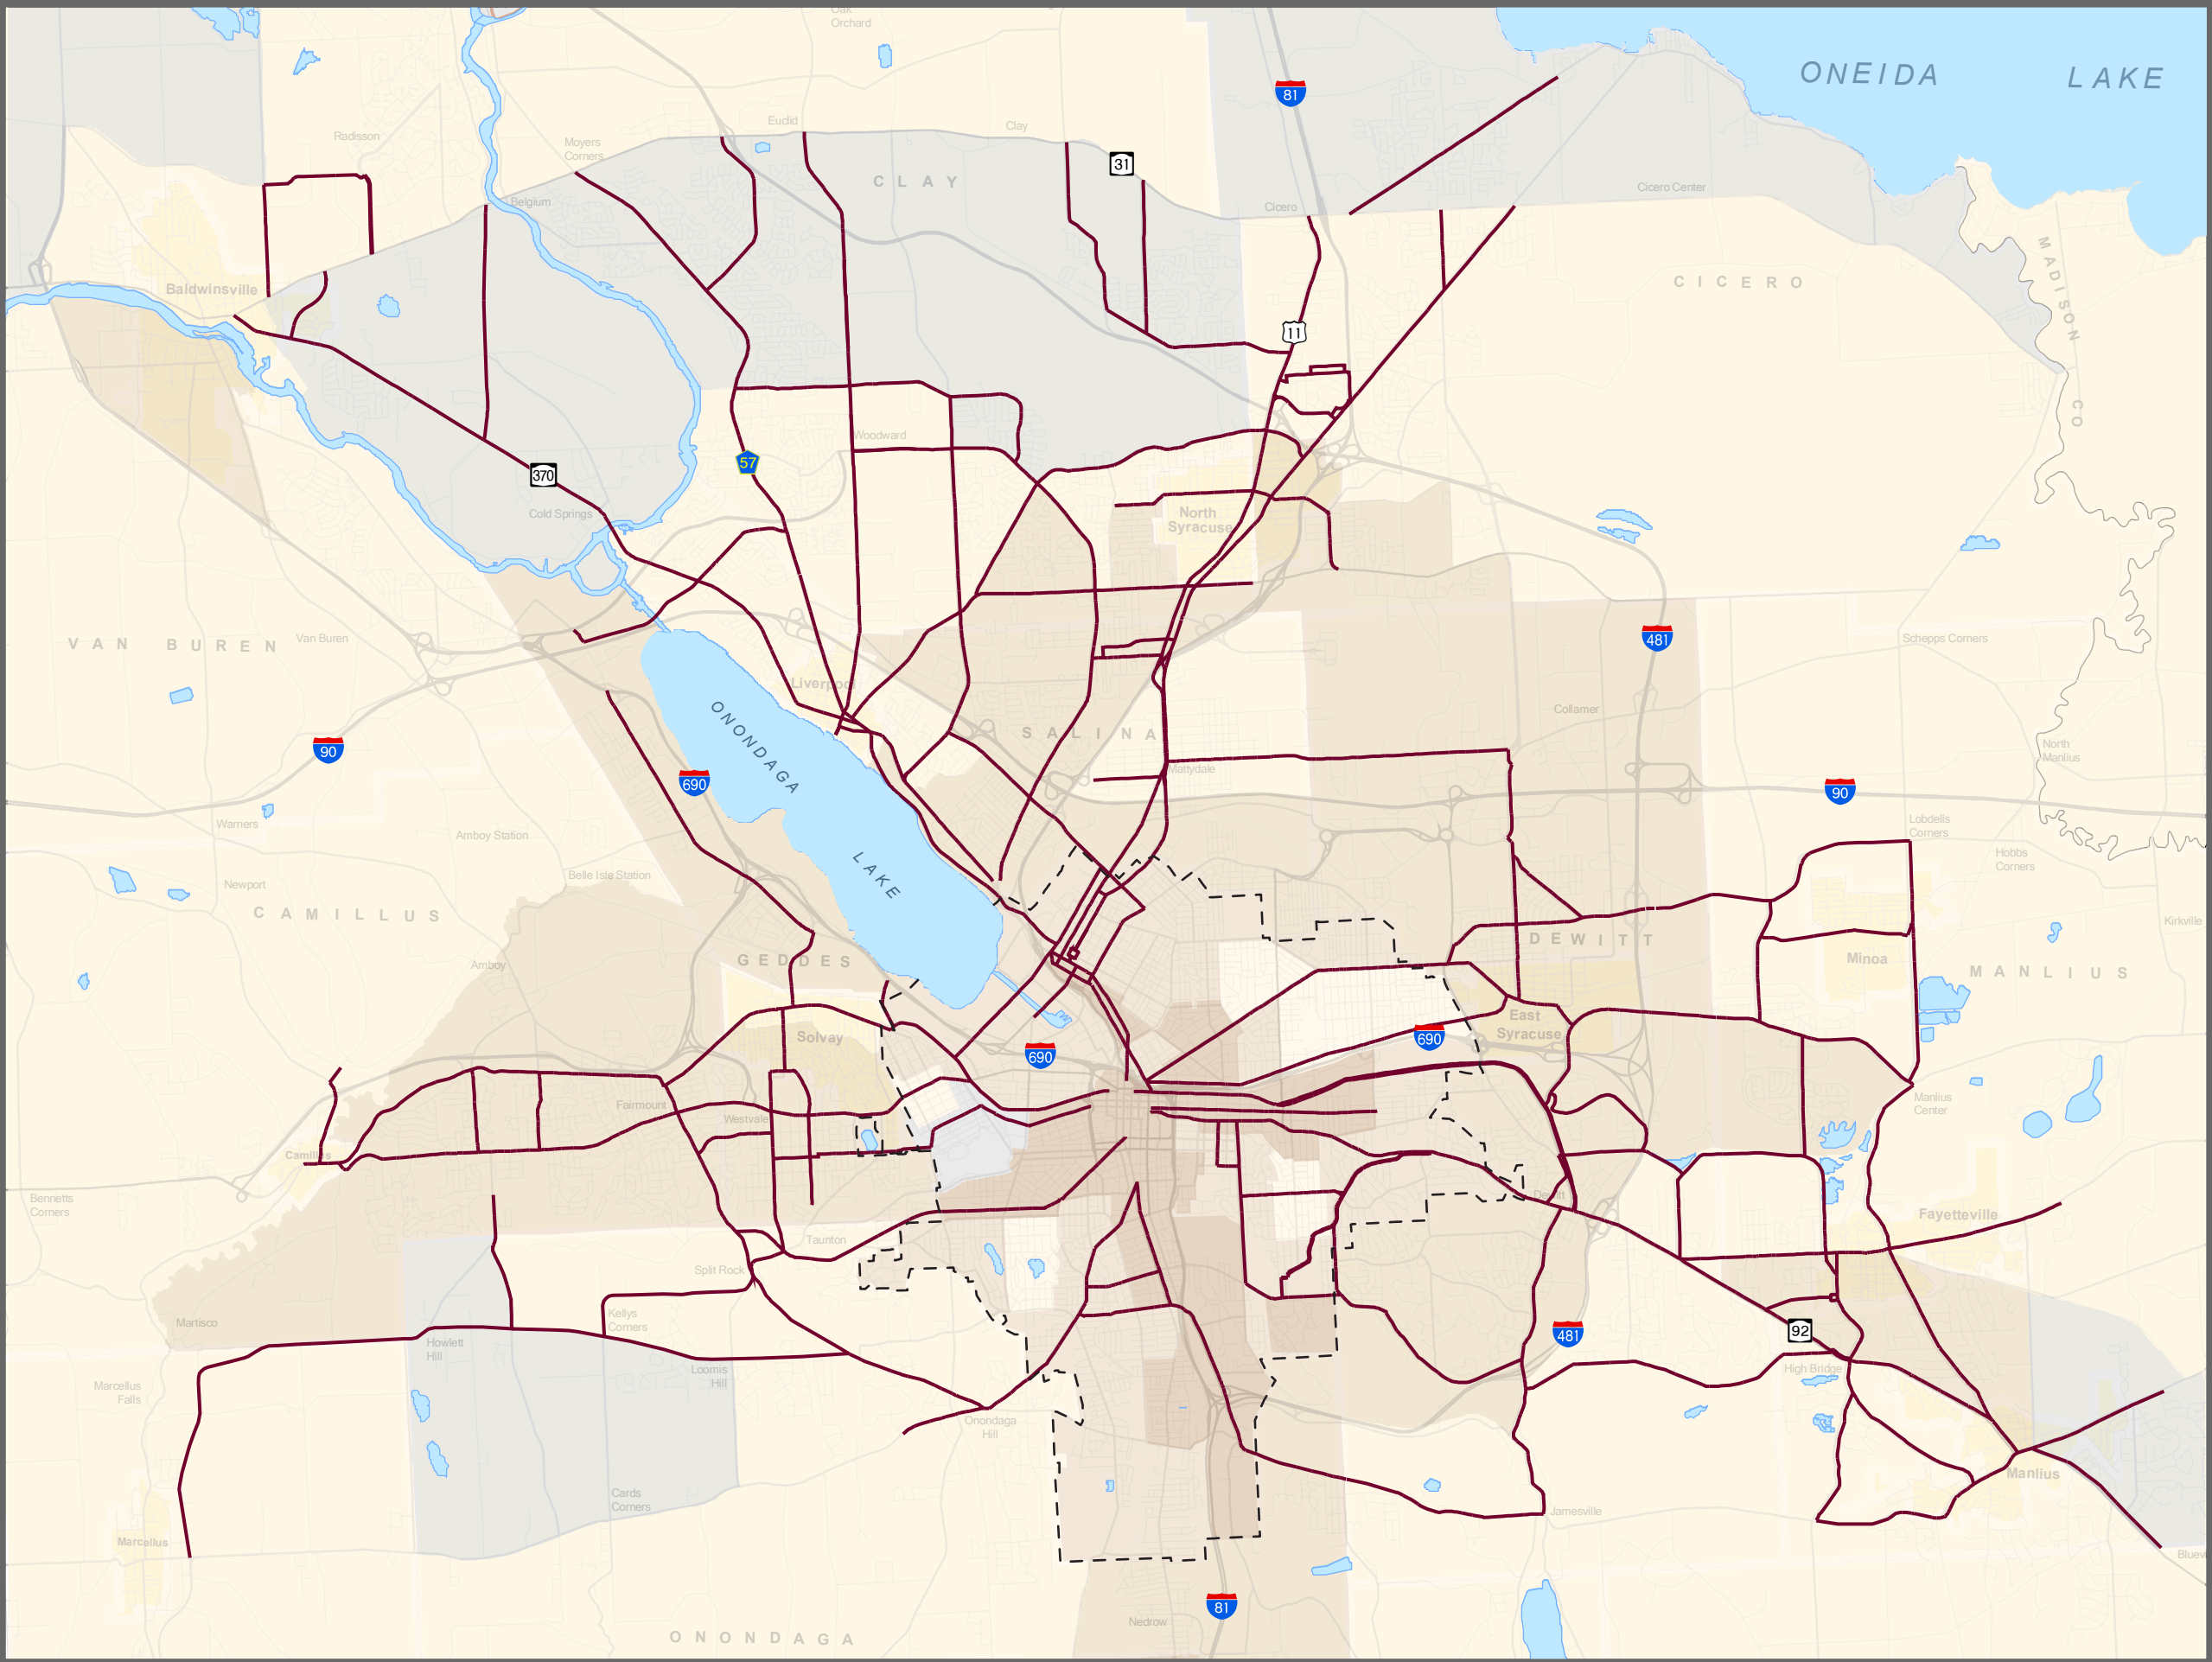 Oak
Orchard
ONEIDA LAKE
81
Euclid
Clay
Radisson
Moyers
Corners
31
CLAY
Cicero Center
Belgium
Cicero
MADISON CO
CICERO
Baldwinsville
11
Woodward
57
370
Cold Springs
North
Syracuse
VAN BUREN
Van Buren
481
Schepps Corners
Liverpool
ONONDAGA LAKE
Collamer
SALINA
90
North
Manlius
Mattydale
690
90
Warners
Amboy Station
Lobdells
Corners
Hobbs
Corners
Belle Isle Station
Newport
CAMILLUS
Kirkville
DEWITT
GEDDES
Amboy
Minoa
MANLIUS
East
Syracuse
Solvay
690
690
Fairmount
Manlius
Center
Westvale
Camillus
Bennetts
Corners
Dewitt
Fayetteville
Taunton
Split Rock
Kellys
Corners
Martisco
481
92
Howlett
Hill
Loomis
Hill
High Bridge
Marcellus
Falls
Onondaga
Hill
Manlius
Cards
Corners
Jamesville
Marcellus
81
Nedrow
ONONDAGA